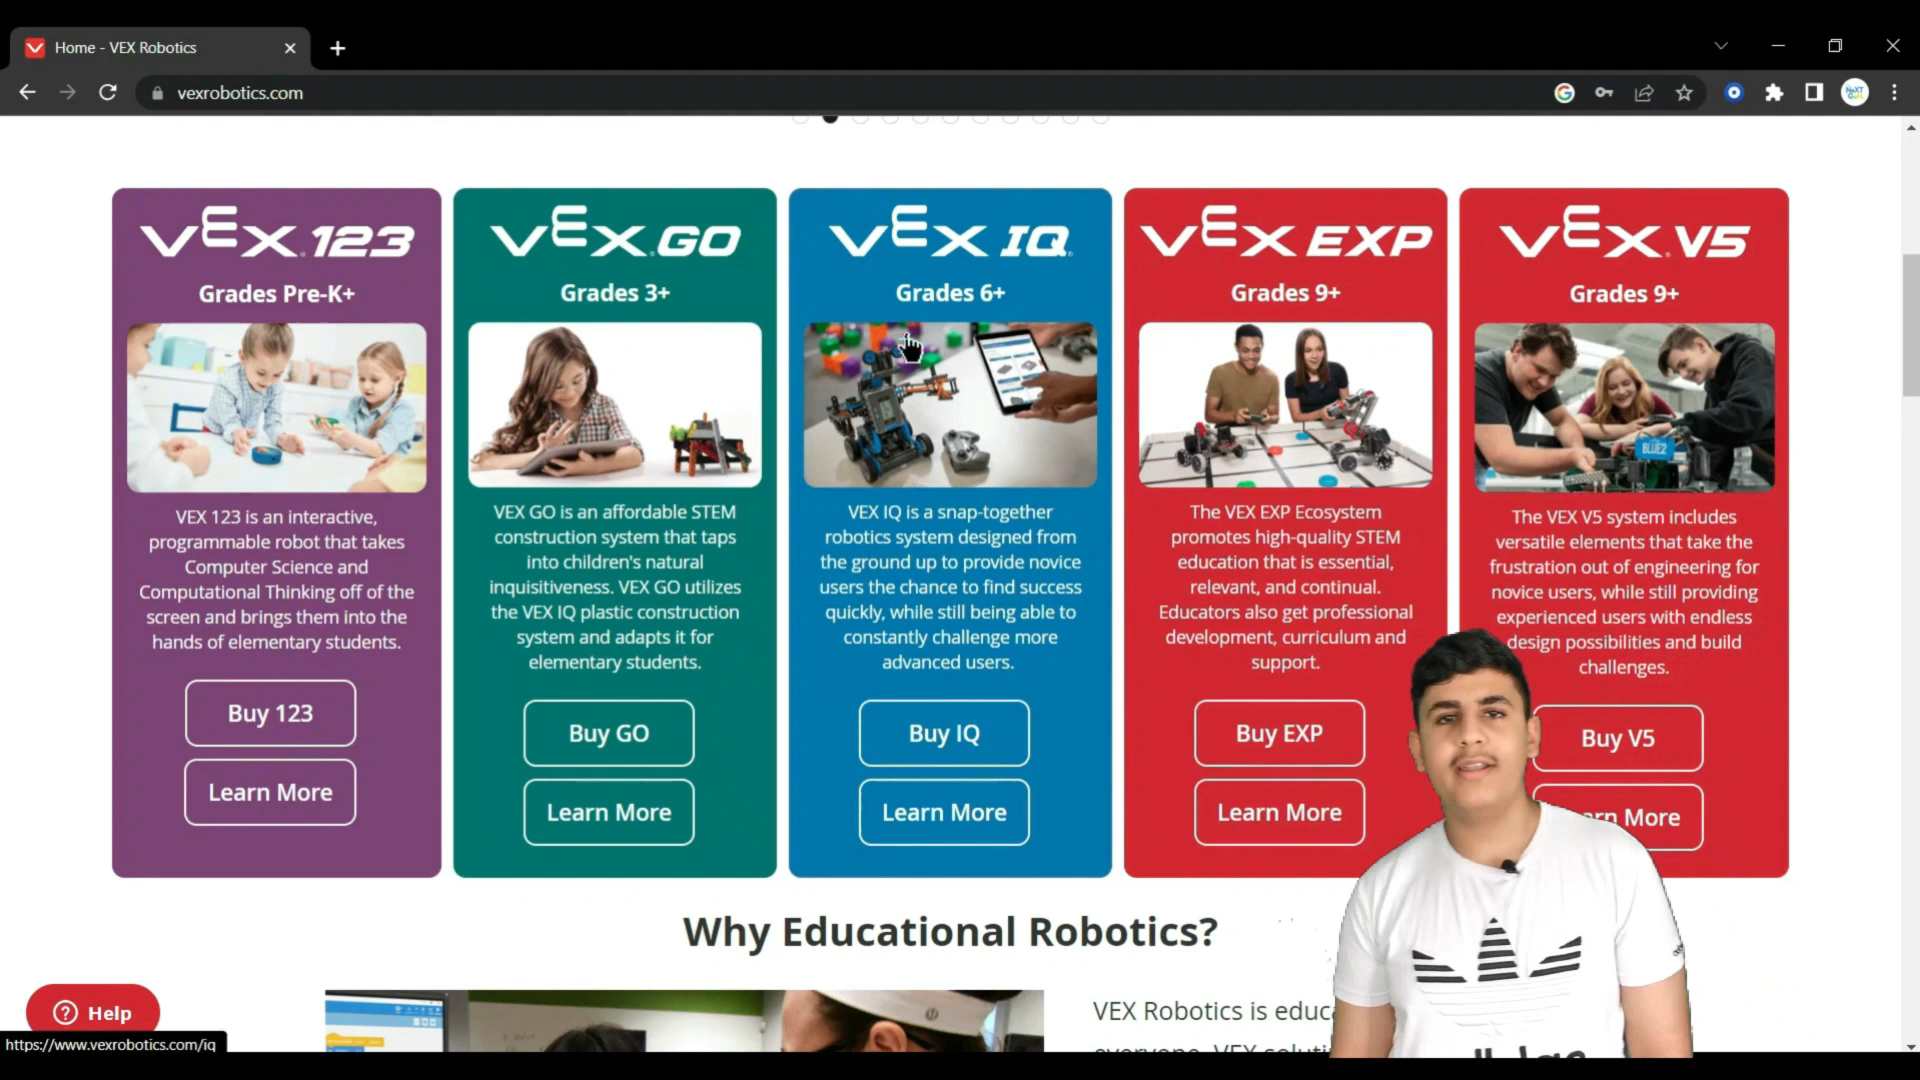 Home - VEX Robotics
vexrobotics.com
VEX 123
Grades Pre-K+
VEX 123 is an interactive,
programmable robot that takes
Computer Science and
Computational Thinking off of the
screen and brings them into the
hands of elementary students.
Buy 123
Learn More
VEX GO
Grades 3+
VEX GO is an affordable STEM
construction system that taps
into children's natural
inquisitiveness. VEX GO utilizes
the VEX IQ plastic construction
system and adapts it for
elementary students.
Buy GO
Learn More
VEX IQ
Grades 6+
VEX IQ is a snap-together
robotics system designed from
the ground up to provide novice
users the chance to find success
quickly, while still being able to
constantly challenge more
advanced users.
Buy IQ
Learn More
VEX EXP
Grades 9+
The VEX EXP Ecosystem
promotes high-quality STEM
education that is essential,
relevant, and continual.
Educators also get professional
development, curriculum and
support.
Buy EXP
Learn More
VEX V5
Grades 9+
BLUE2
The VEX V5 system includes
versatile elements that take the
frustration out of engineering for
novice users, while still providing
experienced users with endless
design possibilities and build
challenges.
Buy V5
More
Why Educational Robotics?
VEX Robotics is
Help
https://www.vexrobotics.com/iq